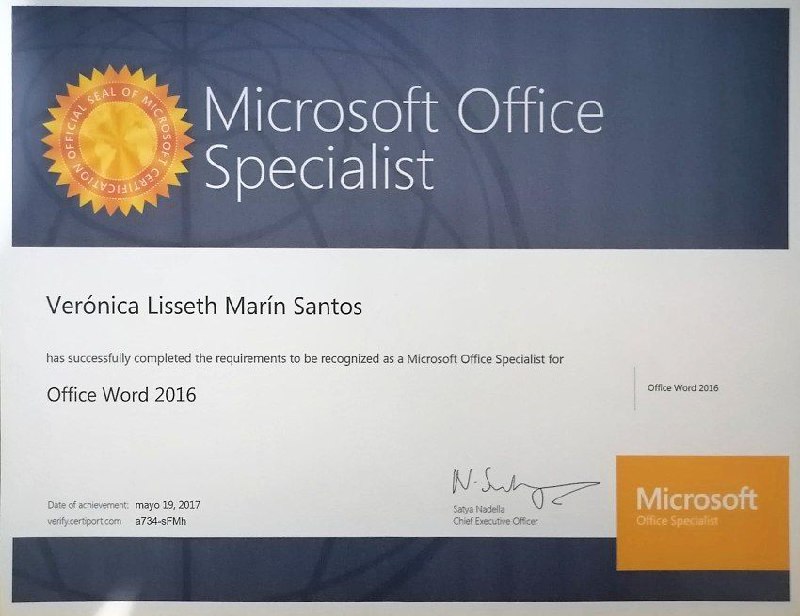 OFFICIAL SEAL OF MICROSOFT CERTIFICATION
Microsoft Office
Specialist
Verónica Lisseth Marín Santos
has successfully completed the requirements to be recognized as a Microsoft Office Specialist for
Office Word 2016
Office Word 2016
Date of achievement: mayo 19, 2017
verify.certiport.com a734-sFMh
Satya Nadella
Chief Executive Officer
Microsoft
Office Specialist